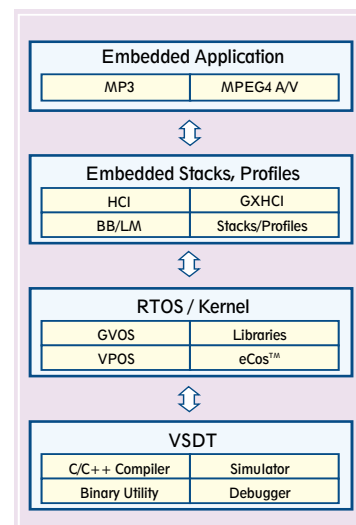 Embedded Application
MP3 MPEG4 A/V
Embedded Stacks, Profiles
HCI GXHCI
BB/LM Stacks/Profiles
RTOS / Kernel
GVOS Libraries
VPOS eCos™
VSDT
C/C++ Compiler Simulator
Binary Utility Debugger